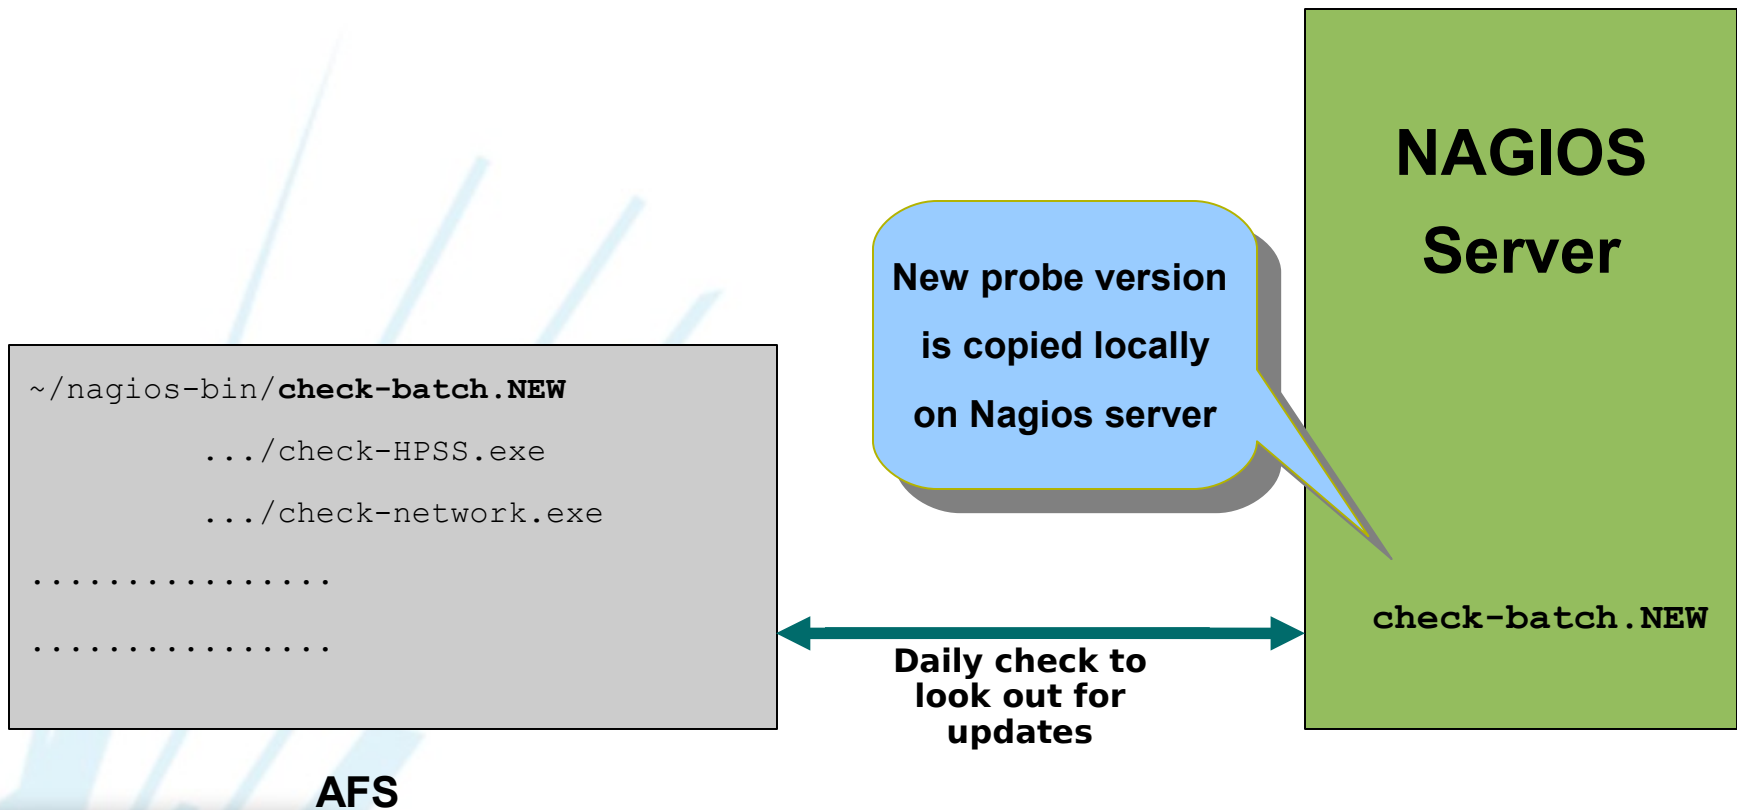 NAGIOS
Server
New probe version
is copied locally
on Nagios server
~/nagios-bin/check-batch.NEW
.../check-HPSS.exe
.../check-network.exe
................
................
check-batch.NEW
Daily check to
look out for
updates
AFS